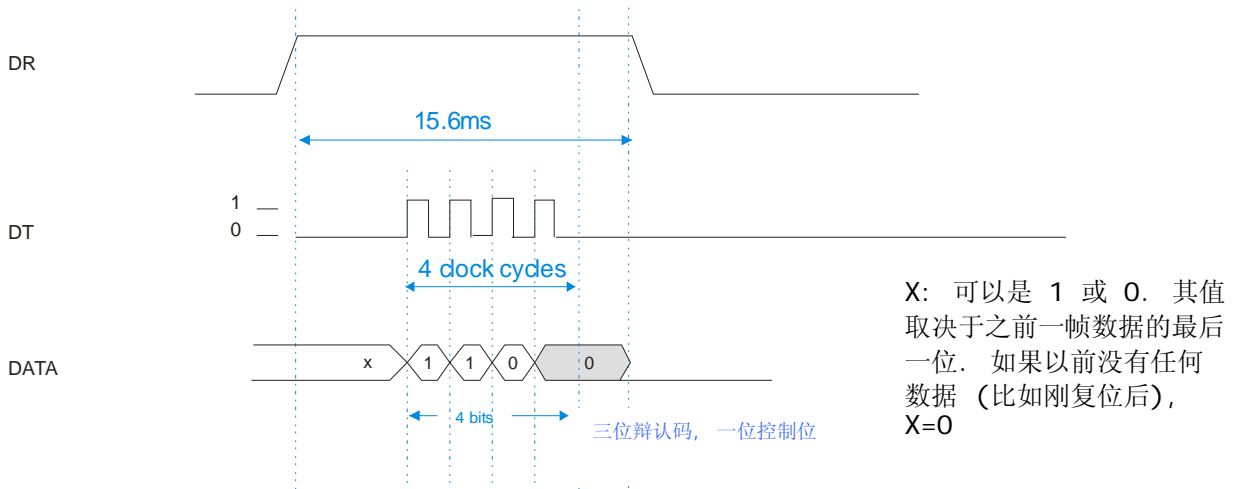 DR
15.6ms
1
0
DT
4 clock cycles
X: 可以是 1 或 0. 其值
取决于之前一帧数据的最后
一位. 如果以前没有任何
数据 (比如刚复位后),
X=0
DATA
x 1 1 0 0
4 bits
三位辩认码, 一位控制位